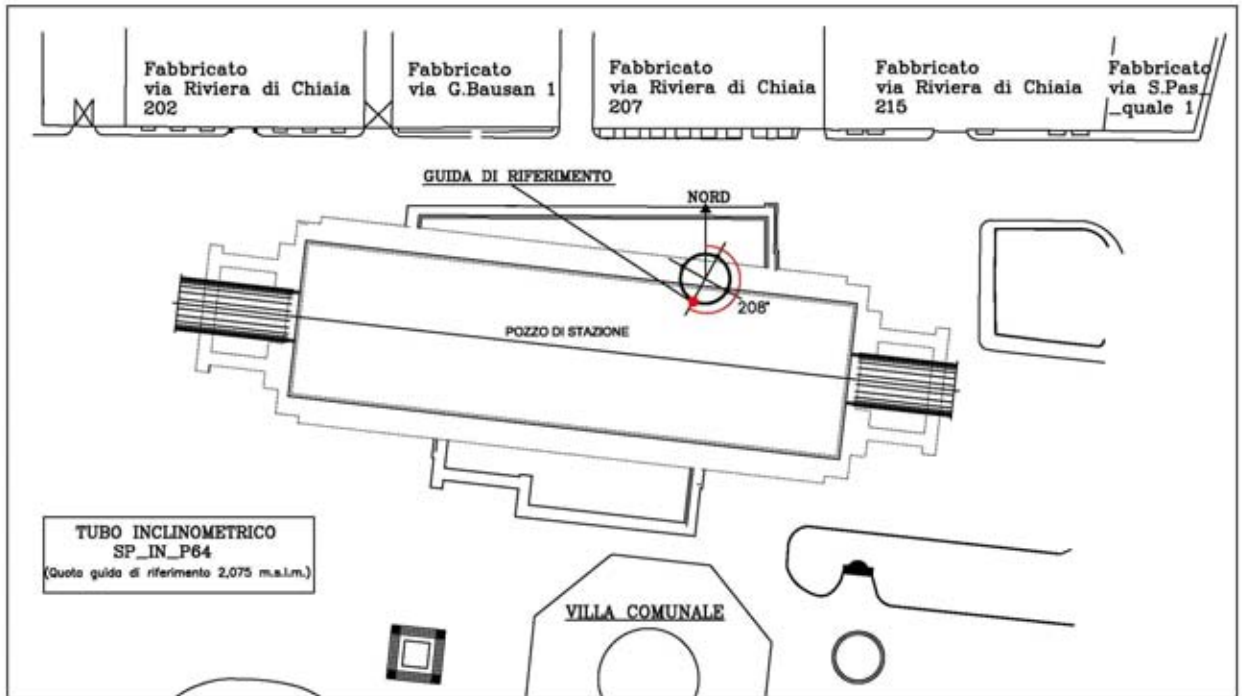 Fabbricato
via Riviera di Chiaia
202
Fabbricato
via G.Bausan 1
Fabbricato
via Riviera di Chiaia
207
Fabbricato
via Riviera di Chiaia
215
Fabbricato
via S.Pas_
_quale 1
GUIDA DI RIFERIMENTO
NORD
208°
POZZO DI STAZIONE
TUBO INCLINOMETRICO
SP_IN_P64
(Quota guida di riferimento 2,075 m.s.l.m.)
VILLA COMUNALE